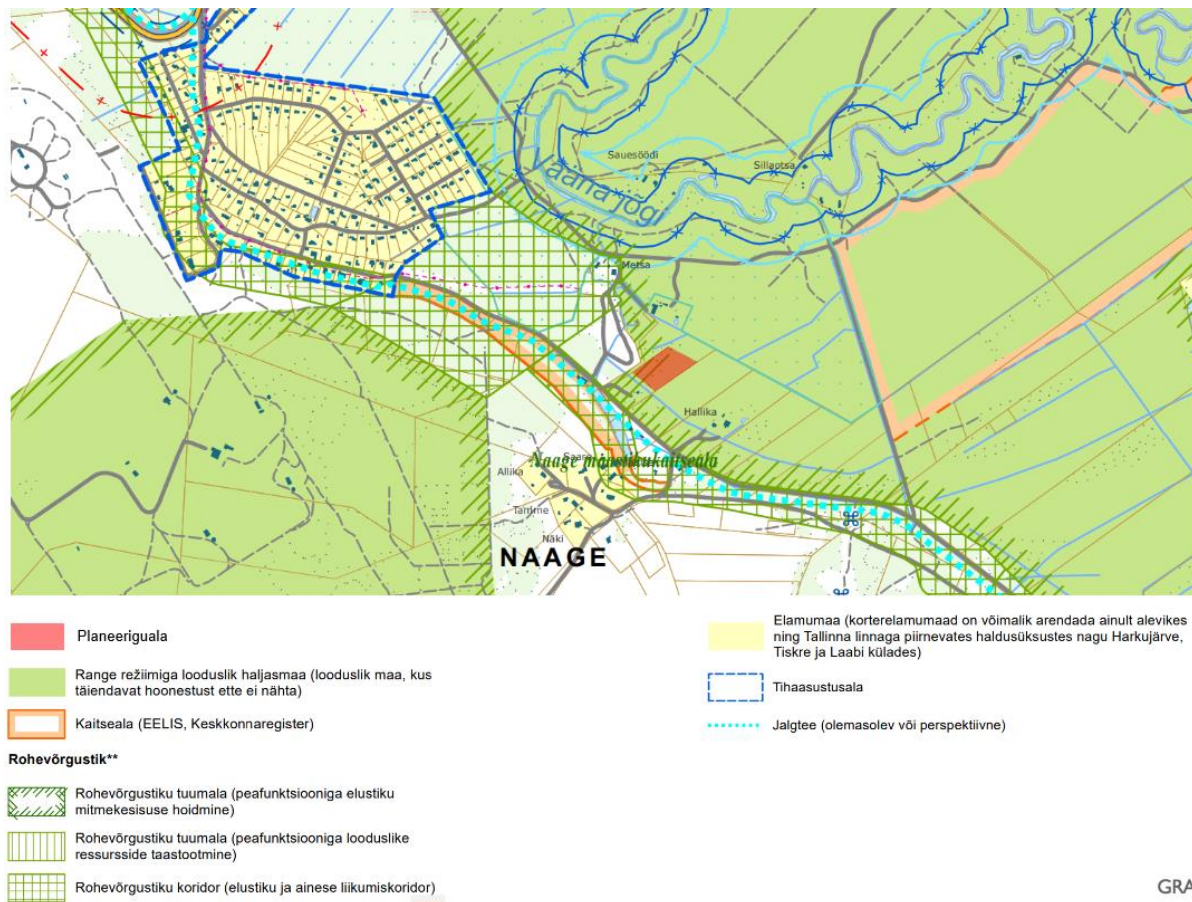 Sauesöödi
Sillaotsa
Vääna jõgi
Metsa
Hallika
Saare
Naage maastikukaitseala
Allika
Tamme
Näki
NAAGE
Planeeriguala
Range režiimiga looduslik haljasmaa (looduslik maa, kus
täiendavat hoonestust ette ei nähta)
Kaitseala (EELIS, Keskkonnaregister)
Rohevõrgustik**
Rohevõrgustiku tuumala (peafunktsiooniga elustiku
mitmekesisuse hoidmine)
Rohevõrgustiku tuumala (peafunktsiooniga looduslike
ressursside taastootmine)
Rohevõrgustiku koridor (elustiku ja ainese liikumiskoridor)
Elamumaa (korterelamumaad on võimalik arendada ainult alevikes
ning Tallinna linnaga piirnevates haldusüksustes nagu Harkujärve,
Tiskre ja Laabi külades)
Tihaasustusala
Jalgtee (olemasolev või perspektiivne)
GRA